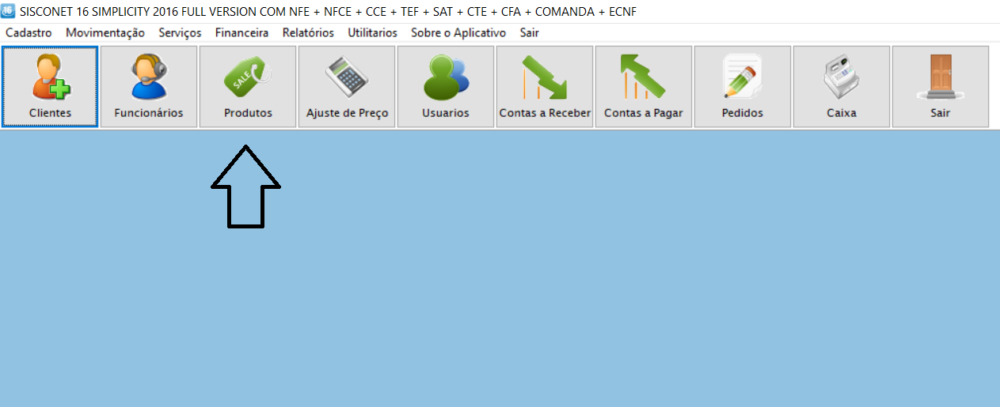 16 SISCONET 16 SIMPLICITY 2016 FULL VERSION COM NFE + NFCE + CCE + TEF + SAT + CTE + CFA + COMANDA + ECNF
Cadastro Movimentação Serviços Financeira Relatórios Utilitarios Sobre o Aplicativo Sair
SALE
Clientes Funcionários Produtos Ajuste de Preço Usuarios Contas a Receber Contas a Pagar Pedidos Caixa Sair